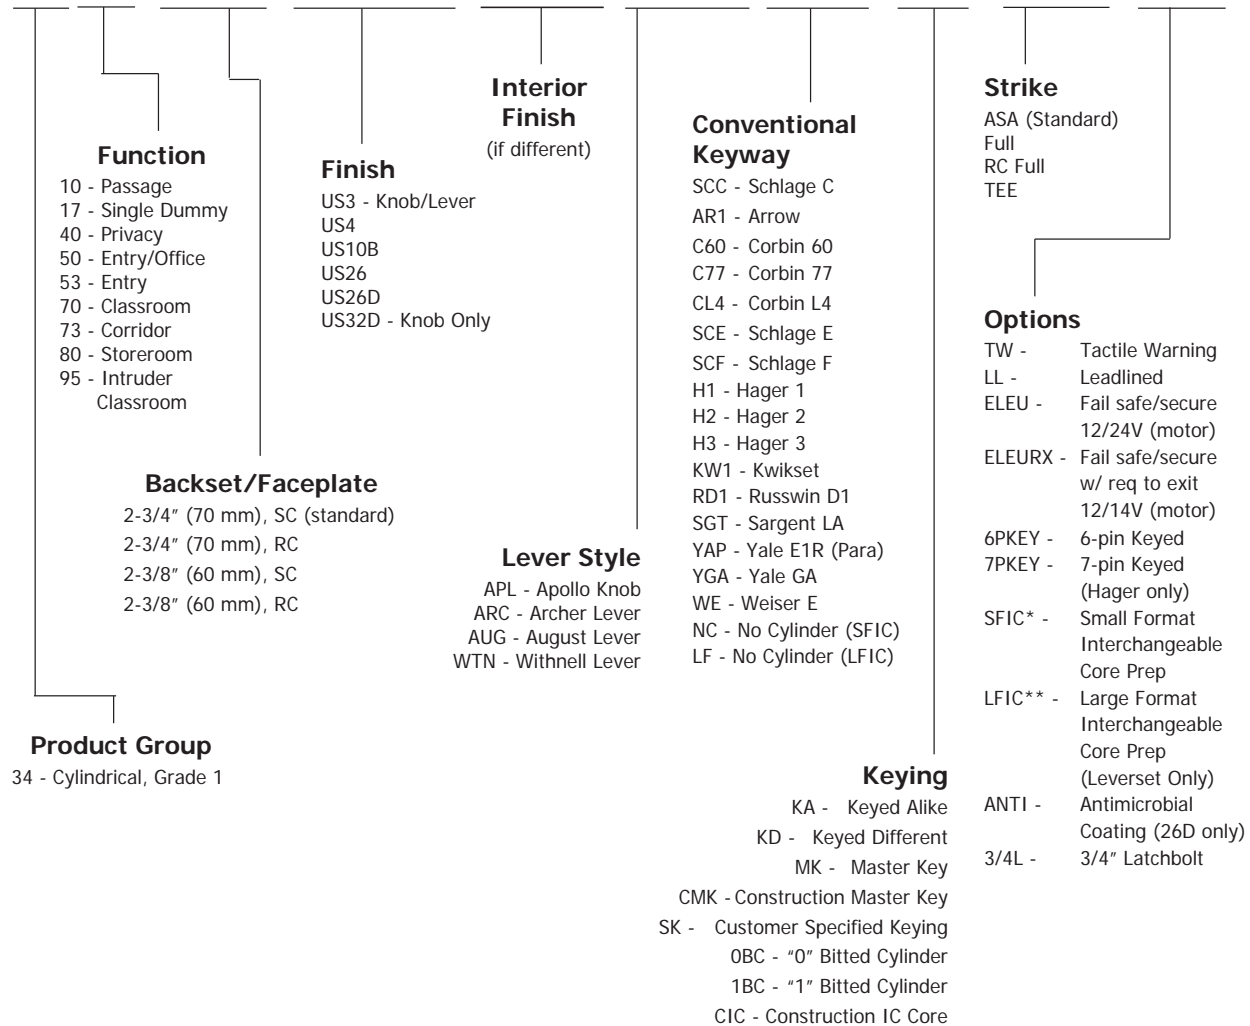 Function
10 - Passage
17 - Single Dummy
40 - Privacy
50 - Entry/Office
53 - Entry
70 - Classroom
73 - Corridor
80 - Storeroom
95 - Intruder
Classroom
Finish
US3 - Knob/Lever
US4
US10B
US26
US26D
US32D - Knob Only
Interior
Finish
(if different)
Conventional
Keyway
SCC - Schlage C
AR1 - Arrow
C60 - Corbin 60
C77 - Corbin 77
CL4 - Corbin L4
SCE - Schlage E
SCF - Schlage F
H1 - Hager 1
H2 - Hager 2
H3 - Hager 3
KW1 - Kwikset
RD1 - Russwin D1
SGT - Sargent LA
YAP - Yale E1R (Para)
YGA - Yale GA
WE - Weiser E
NC - No Cylinder (SFIC)
LF - No Cylinder (LFIC)
Strike
ASA (Standard)
Full
RC Full
TEE
Options
TW - Tactile Warning
LL - Leadlined
ELEU - Fail safe/secure
12/24V (motor)
ELEURX - Fail safe/secure
w/ req to exit
12/14V (motor)
6PKEY - 6-pin Keyed
7PKEY - 7-pin Keyed
(Hager only)
SFIC* - Small Format
Interchangeable
Core Prep
LFIC** - Large Format
Interchangeable
Core Prep
(Leverset Only)
ANTI - Antimicrobial
Coating (26D only)
3/4L - 3/4" Latchbolt
Backset/Faceplate
2-3/4" (70 mm), SC (standard)
2-3/4" (70 mm), RC
2-3/8" (60 mm), SC
2-3/8" (60 mm), RC
Lever Style
APL - Apollo Knob
ARC - Archer Lever
AUG - August Lever
WTN - Withnell Lever
Product Group
34 - Cylindrical, Grade 1
Keying
KA - Keyed Alike
KD - Keyed Different
MK - Master Key
CMK - Construction Master Key
SK - Customer Specified Keying
0BC - "0" Bitted Cylinder
1BC - "1" Bitted Cylinder
CIC - Construction IC Core